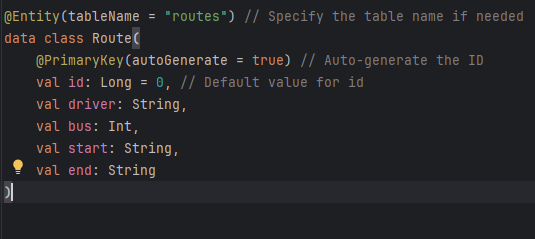 @Entity(tableName = "routes") // Specify the table name if needed
data class Route(
    @PrimaryKey(autoGenerate = true) // Auto-generate the ID
    val id: Long = 0, // Default value for id
    val driver: String,
    val bus: Int,
    val start: String,
    val end: String
)